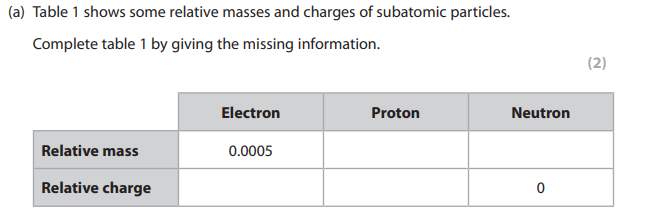 (a) Table 1 shows some relative masses and charges of subatomic particles.
Complete table 1 by giving the missing information.
(2)
Electron Proton Neutron
Relative mass 0.0005
Relative charge 0